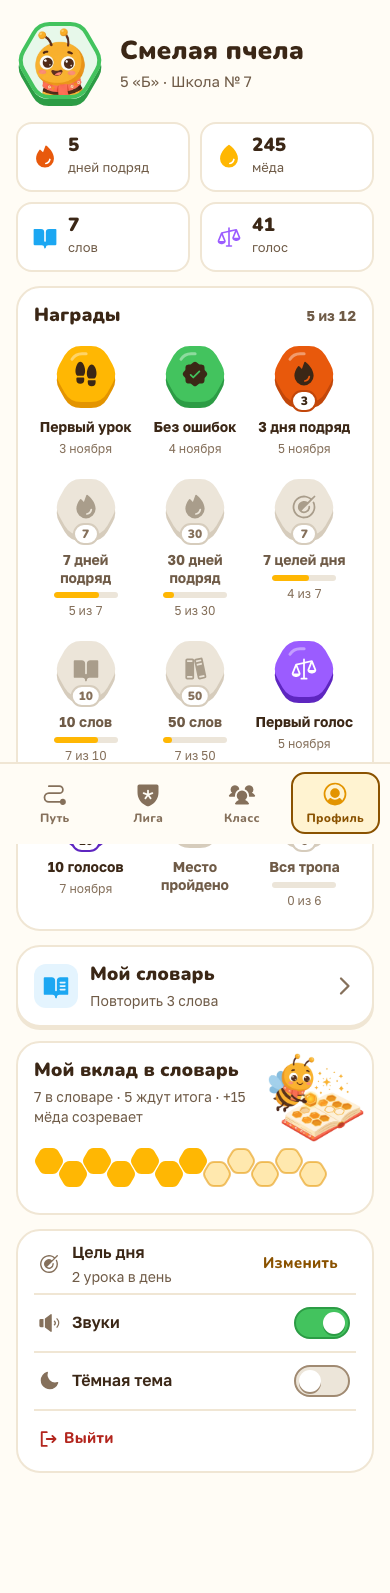 Смелая пчела
5 «Б» · Школа № 7
5
дней подряд
245
мёда
7
слов
41
голос
Награды
5 из 12
3
Первый урок
Без ошибок
3 дня подряд
3 ноября
4 ноября
5 ноября
7
30
7
7 дней подряд
30 дней подряд
7 целей дня
5 из 7
5 из 30
4 из 7
10
50
10 слов
50 слов
Первый голос
7 из 10
7 из 50
5 ноября
Путь
Лига
Класс
Профиль
10 голосов
Место пройдено
Вся тропа
7 ноября
0 из 6
Мой словарь
Повторить 3 слова
Мой вклад в словарь
7 в словаре · 5 ждут итога · +15
мёда созревает
Цель дня
2 урока в день
Изменить
Звуки
Тёмная тема
Выйти